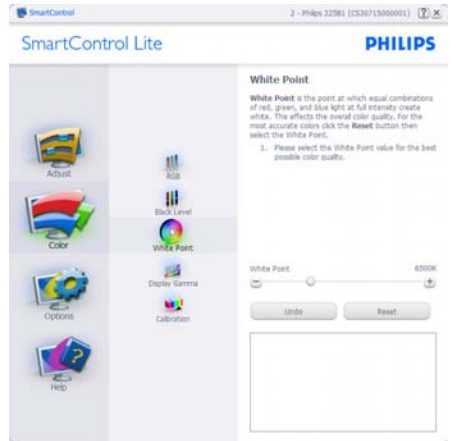 SmartControl
2 - Philips 225B1 (CS30715000001)
SmartControl Lite
PHILIPS
Adjust
Color
Options
Help
RGB
Black Level
White Point
Display Gamma
Calibration
White Point
White Point is the point at which equal combinations
of red, green, and blue light at full intensity create
white. This effects the overall color quality. For the
most accurate colors click the Reset button then
select the White Point.
1. Please select the White Point value for the best
possible color quality.
White Point 6500K
Undo Reset